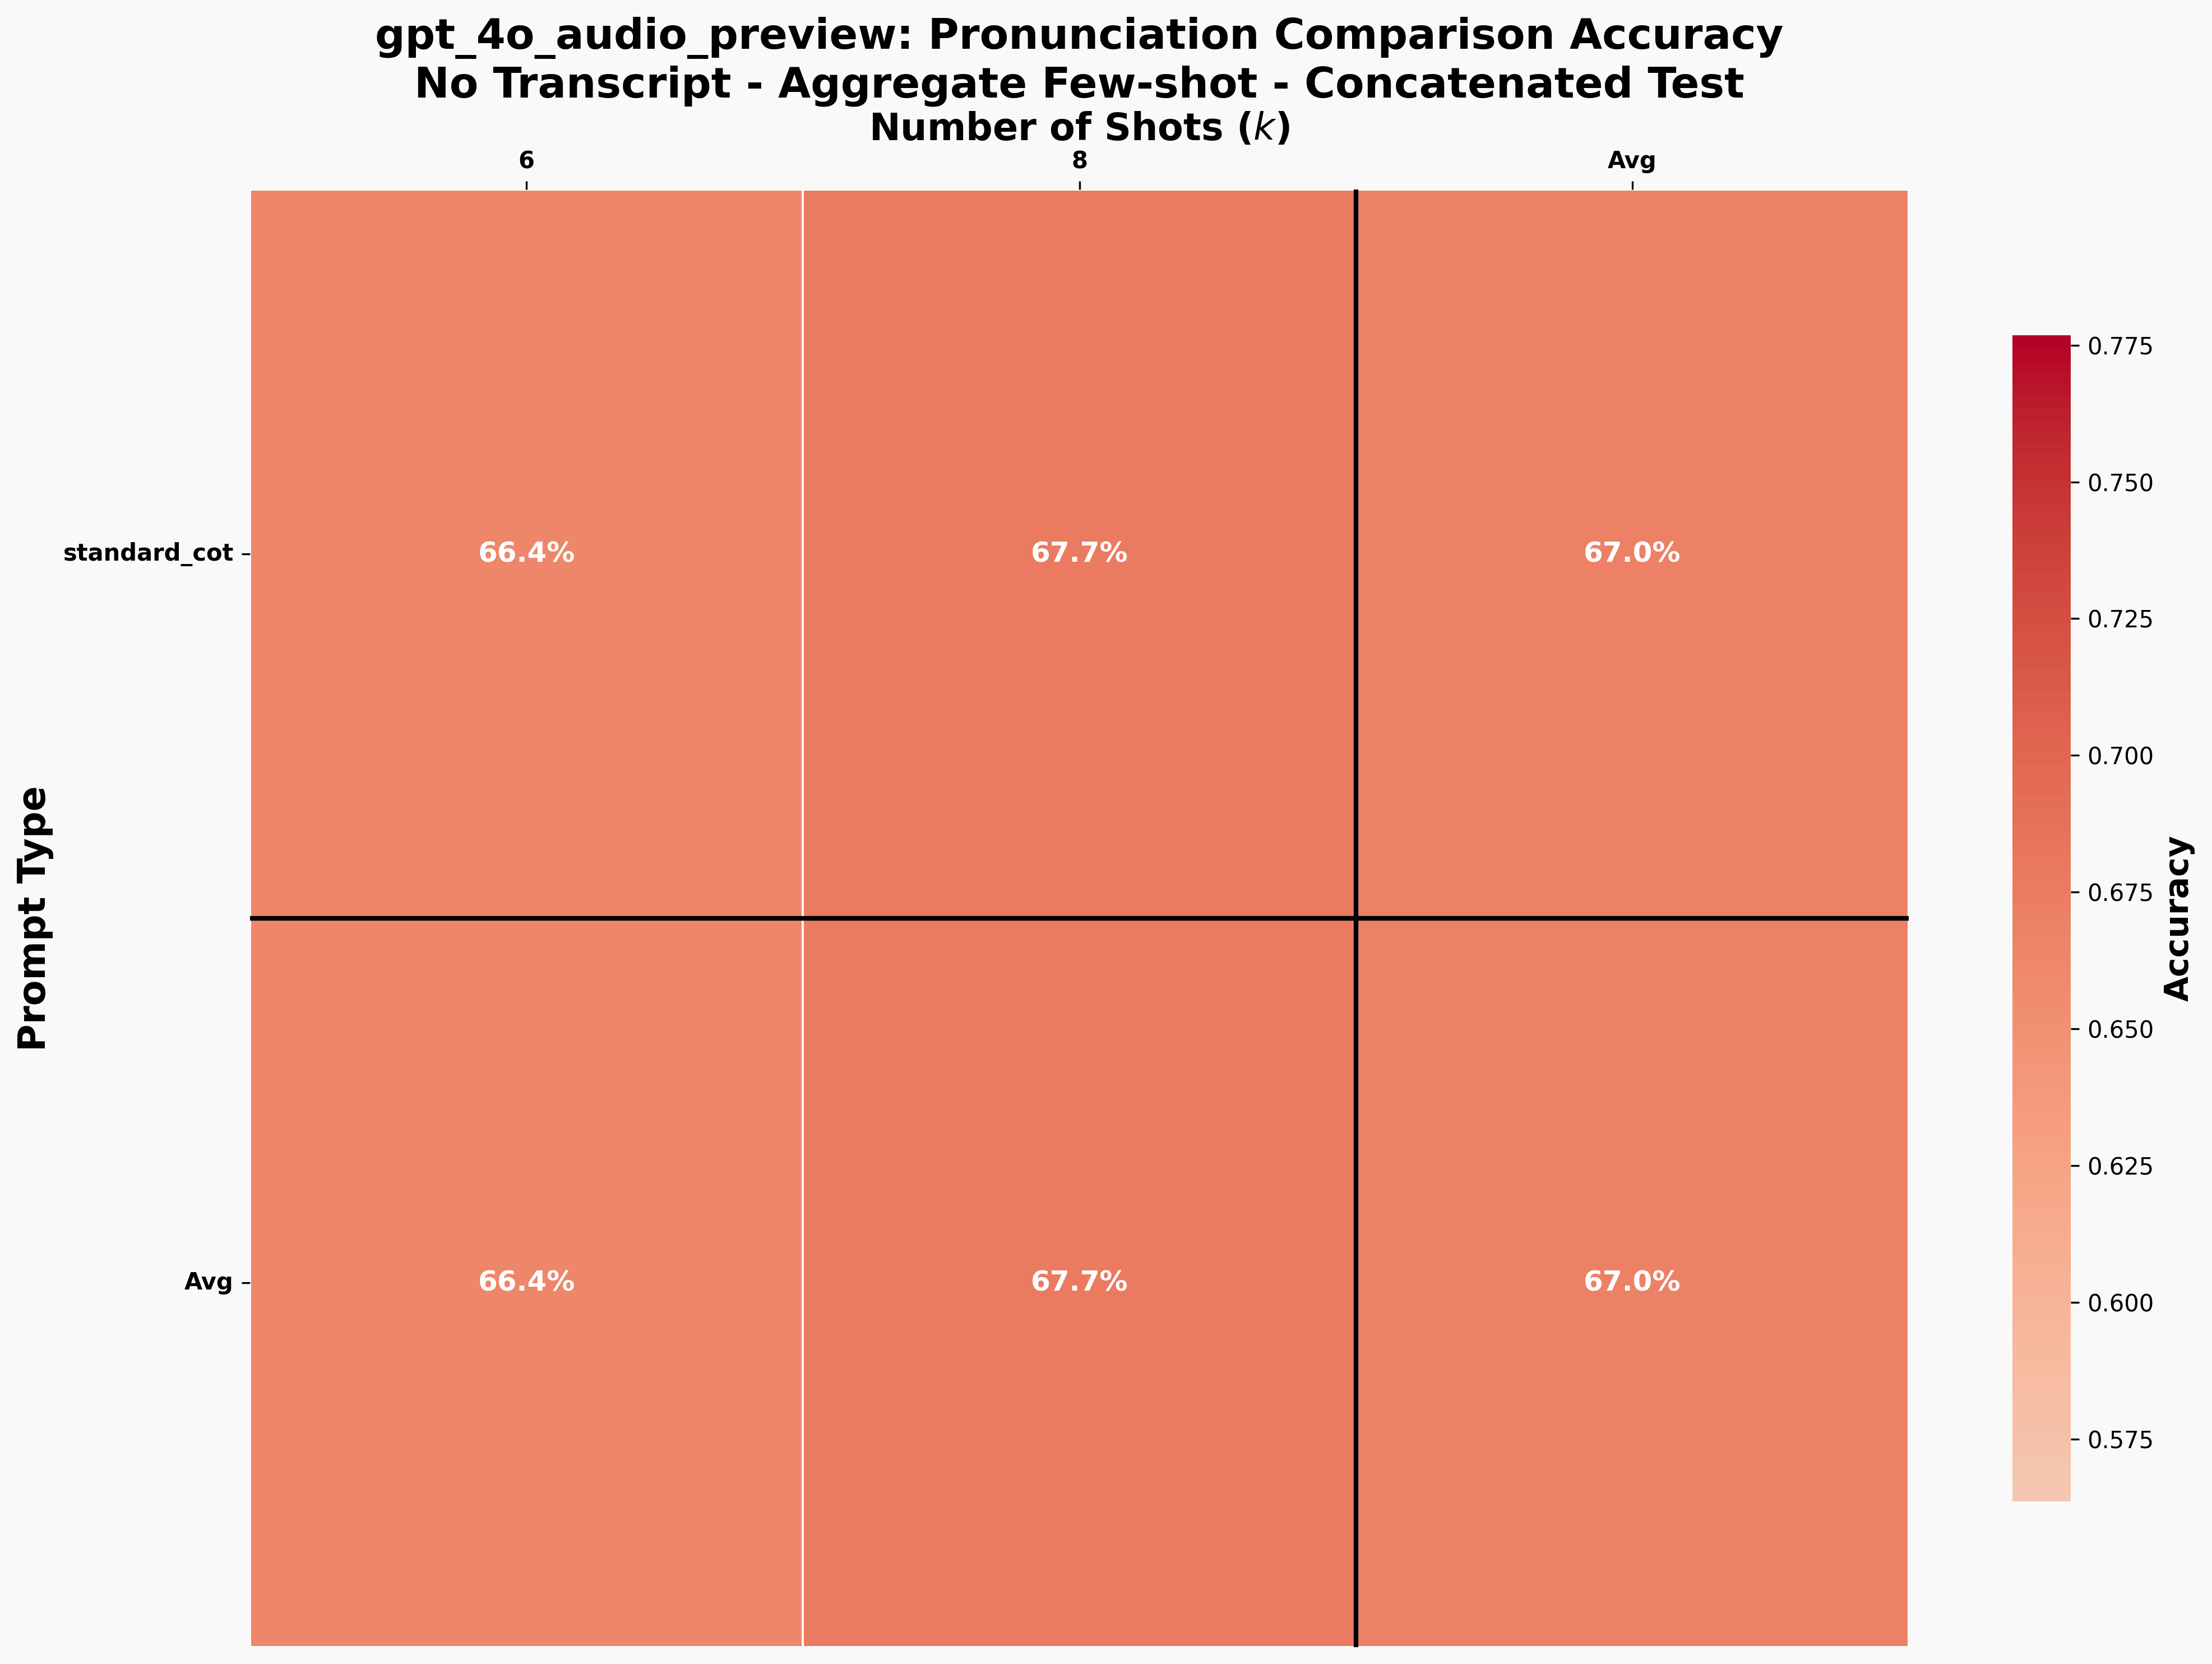 gpt_4o_audio_preview: Pronunciation Comparison Accuracy
No Transcript - Aggregate Few-shot - Concatenated Test
Number of Shots (k)
6 8 Avg
standard_cot 66.4% 67.7% 67.0%
Avg 66.4% 67.7% 67.0%
Prompt Type
0.775
0.750
0.725
0.700
0.675
0.650
0.625
0.600
0.575
Accuracy